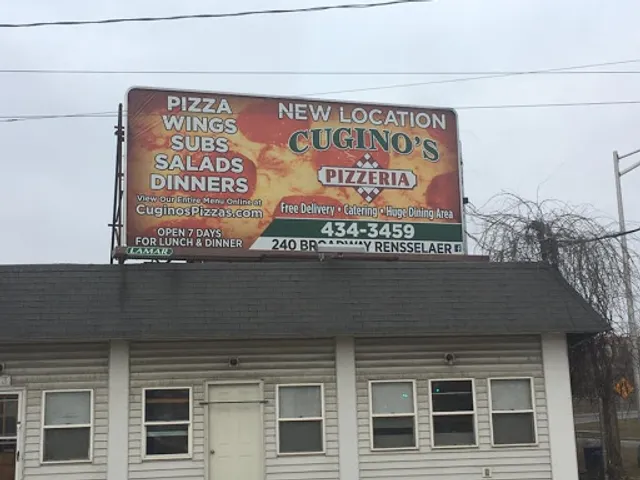 PIZZA
WINGS
SUBS
SALADS
DINNERS
View Our Entire Menu Online at
CuginosPizzas.com
OPEN 7 DAYS
FOR LUNCH & DINNER
LAMAR
NEW LOCATION
CUGINO'S
PIZZERIA
Free Delivery • Catering • Huge Dining Area
434-3459
240 BROADWAY RENSSELAER